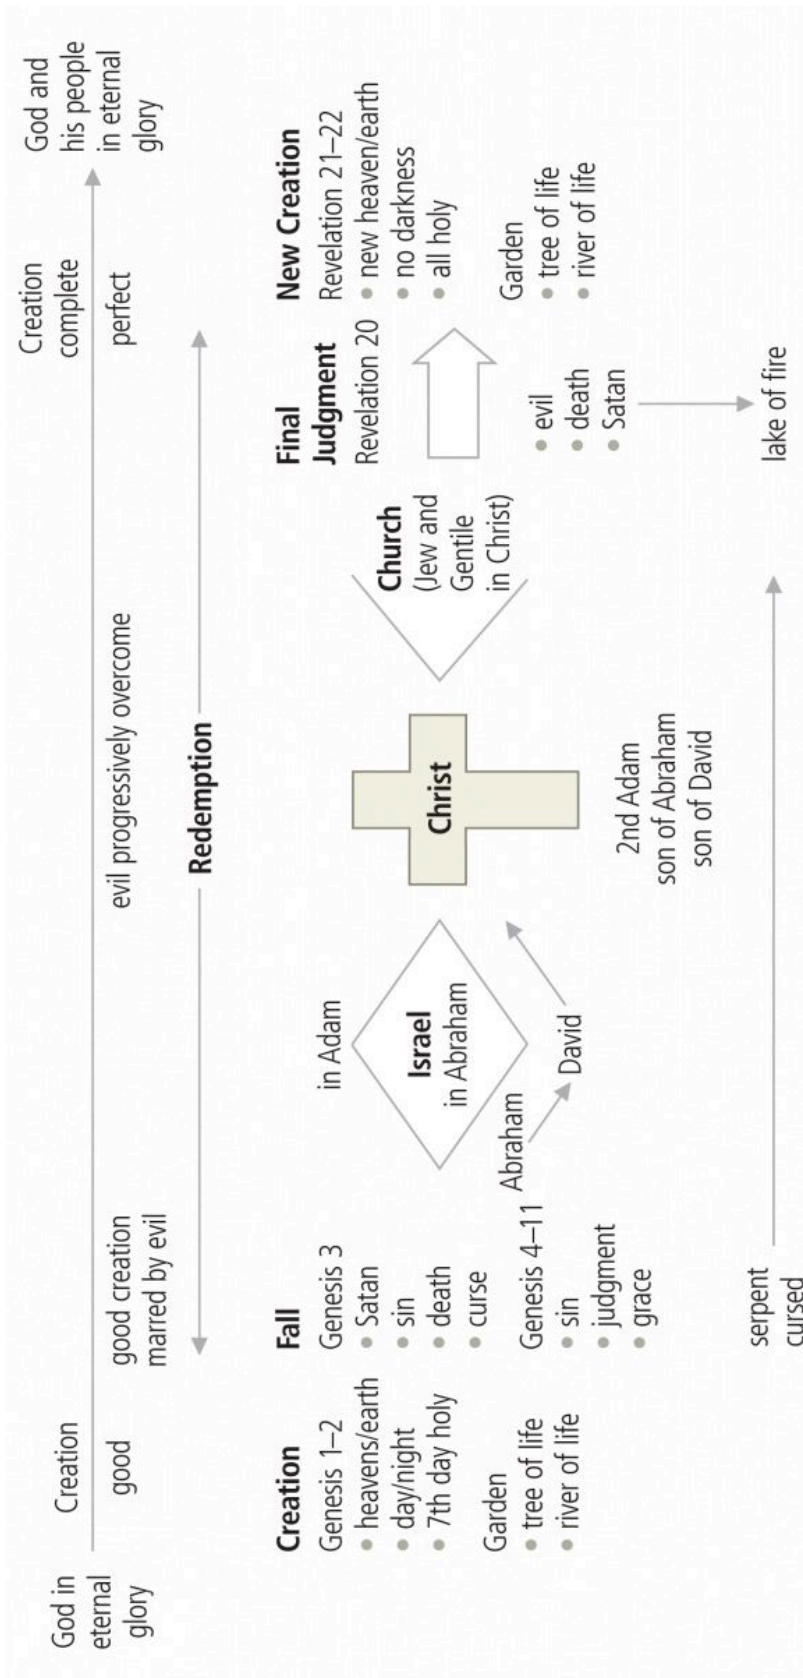 God in
eternal
glory
Creation
good
good creation
marred by evil
evil progressively overcome
Creation
complete
perfect
God and
his people
in eternal
glory
Redemption
Creation
Genesis 1–2
• heavens/earth
• day/night
• 7th day holy
Garden
• tree of life
• river of life
Fall
Genesis 3
• Satan
• sin
• death
• curse
Genesis 4–11
• sin
• judgment
• grace
in Adam
Israel
in Abraham
Abraham
David
Christ
2nd Adam
son of Abraham
son of David
Church
(Jew and
Gentile
in Christ)
Final
Judgment
Revelation 20
• evil
• death
• Satan
lake of fire
New Creation
Revelation 21–22
• new heaven/earth
• no darkness
• all holy
Garden
• tree of life
• river of life
serpent
cursed